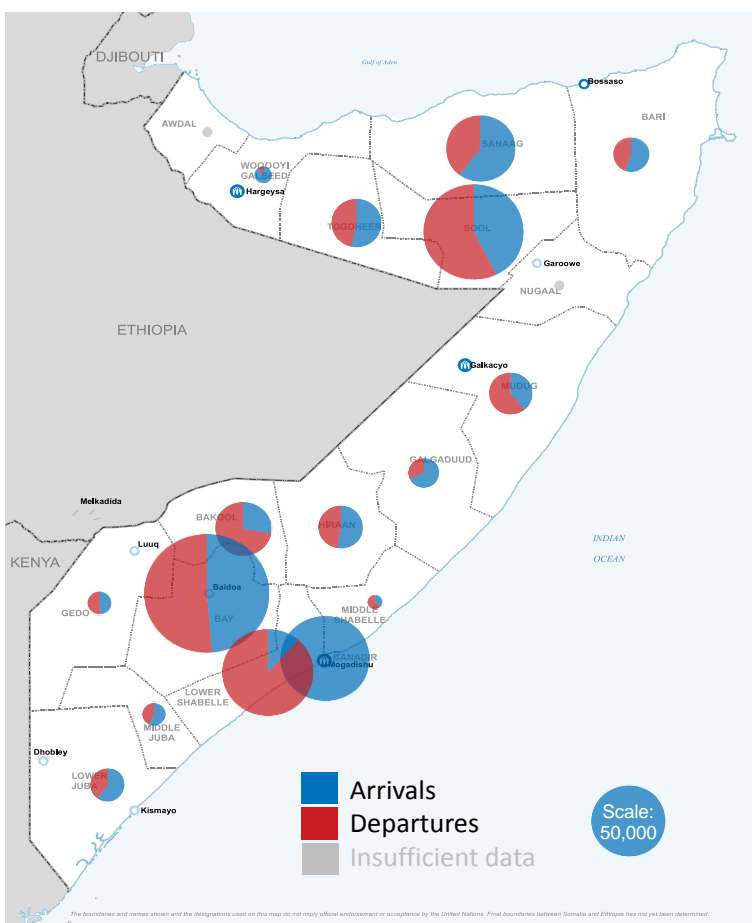 DJIBOUTI
Gulf of Aden
Bossaso
BARI
AWDAL
SANAAG
WOQOOYI
GALBEED
Hargeysa
TOGDHEER
SOOL
Garoowe
NUGAAL
ETHIOPIA
Galkacyo
MUDUG
GALGADUUD
Melkadida
BAKOOL
HIRAAN
INDIAN
OCEAN
Luuq
KENYA
Baidoa
GEDO
BAY
MIDDLE
SHABELLE
BANADIR
Mogadishu
LOWER
SHABELLE
MIDDLE
JUBA
Dhobley
LOWER
JUBA
Kismayo
Arrivals
Departures
Insufficient data
Scale:
50,000
The boundaries and names shown and the designations used on this map do not imply official endorsement or acceptance by the United Nations. Final boundaries between Somalia and Ethiopia has not yet been determined.